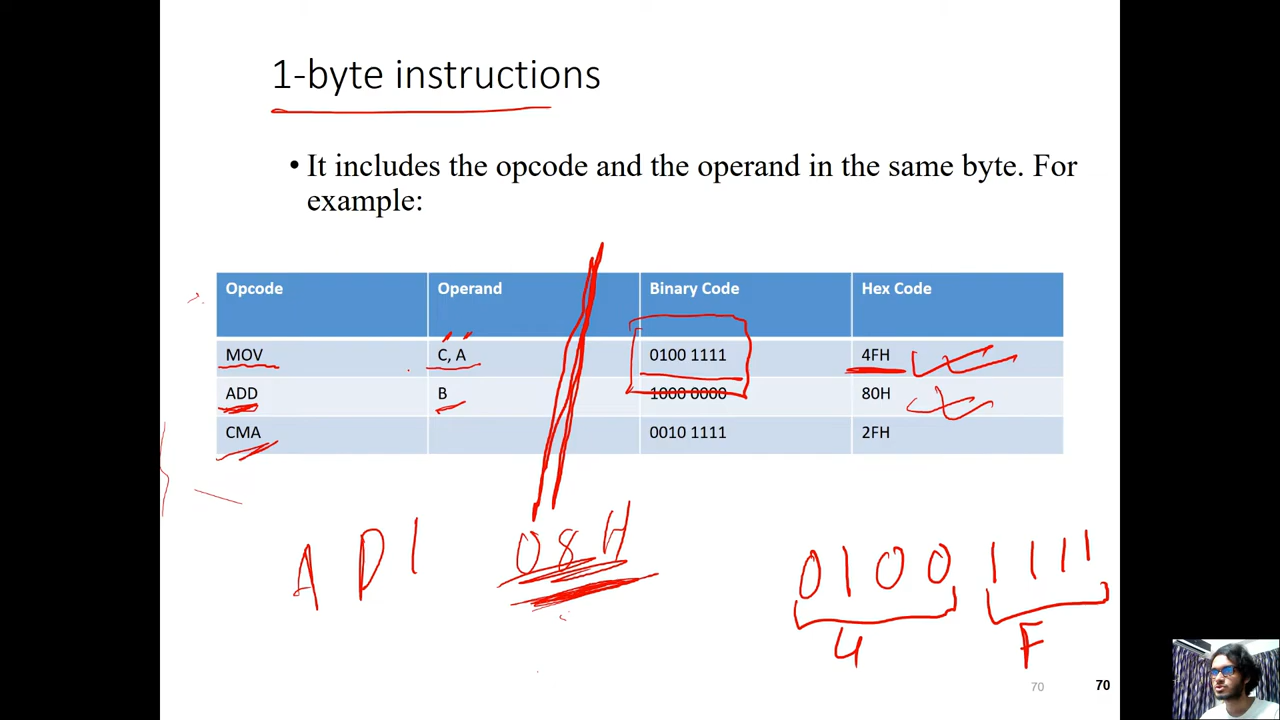 1-byte instructions
• It includes the opcode and the operand in the same byte. For
example:
Opcode Operand Binary Code Hex Code
MOV C, A 0100 1111 4FH
ADD B 1000 0000 80H
CMA 0010 1111 2FH
ADI 08H
0100 1111
4 F
70 70